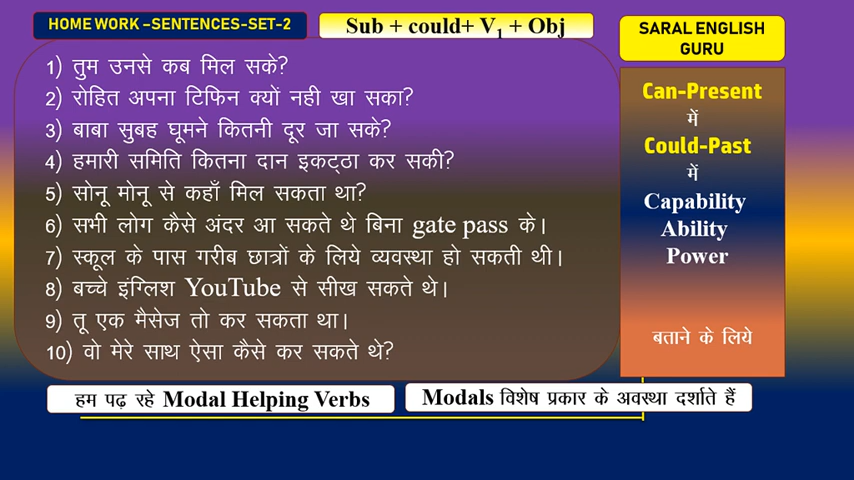 HOME WORK –SENTENCES-SET-2
Sub + could+ V1 + Obj
SARAL ENGLISH
GURU
1) तुम उनसे कब मिल सके?
2) रोहित अपना टिफिन क्यों नही खा सका?
3) बाबा सुबह घूमने कितनी दूर जा सके?
4) हमारी समिति कितना दान इकट्ठा कर सकी?
5) सोनू मोनू से कहाँ मिल सकता था?
6) सभी लोग कैसे अंदर आ सकते थे बिना gate pass के।
7) स्कूल के पास गरीब छात्रों के लिये व्यवस्था हो सकती थी।
8) बच्चे इंग्लिश YouTube से सीख सकते थे।
9) तू एक मैसेज तो कर सकता था।
10) वो मेरे साथ ऐसा कैसे कर सकते थे?
Can-Present
में
Could-Past
में
Capability
Ability
Power
बताने के लिये
हम पढ़ रहे Modal Helping Verbs
Modals विशेष प्रकार के अवस्था दर्शाते हैं